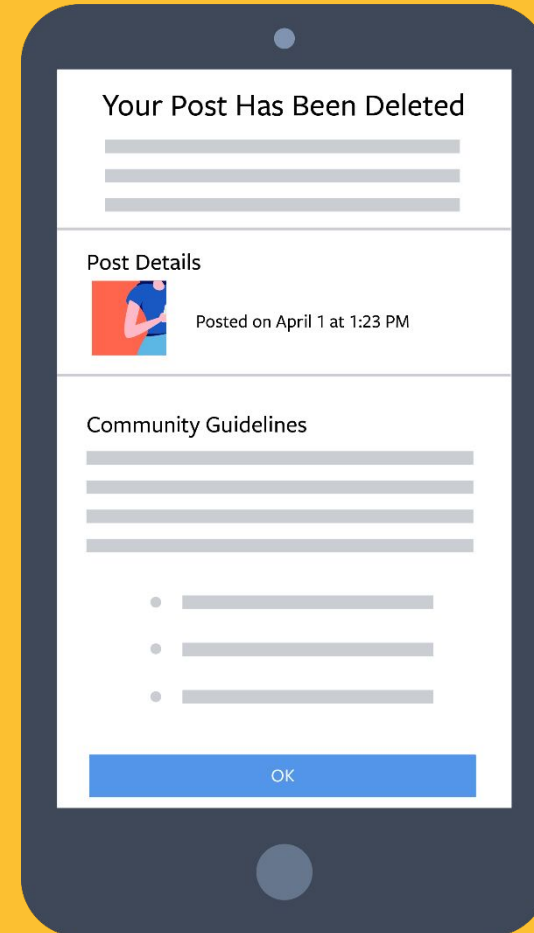 Your Post Has Been Deleted
Post Details
Posted on April 1 at 1:23 PM
Community Guidelines
OK